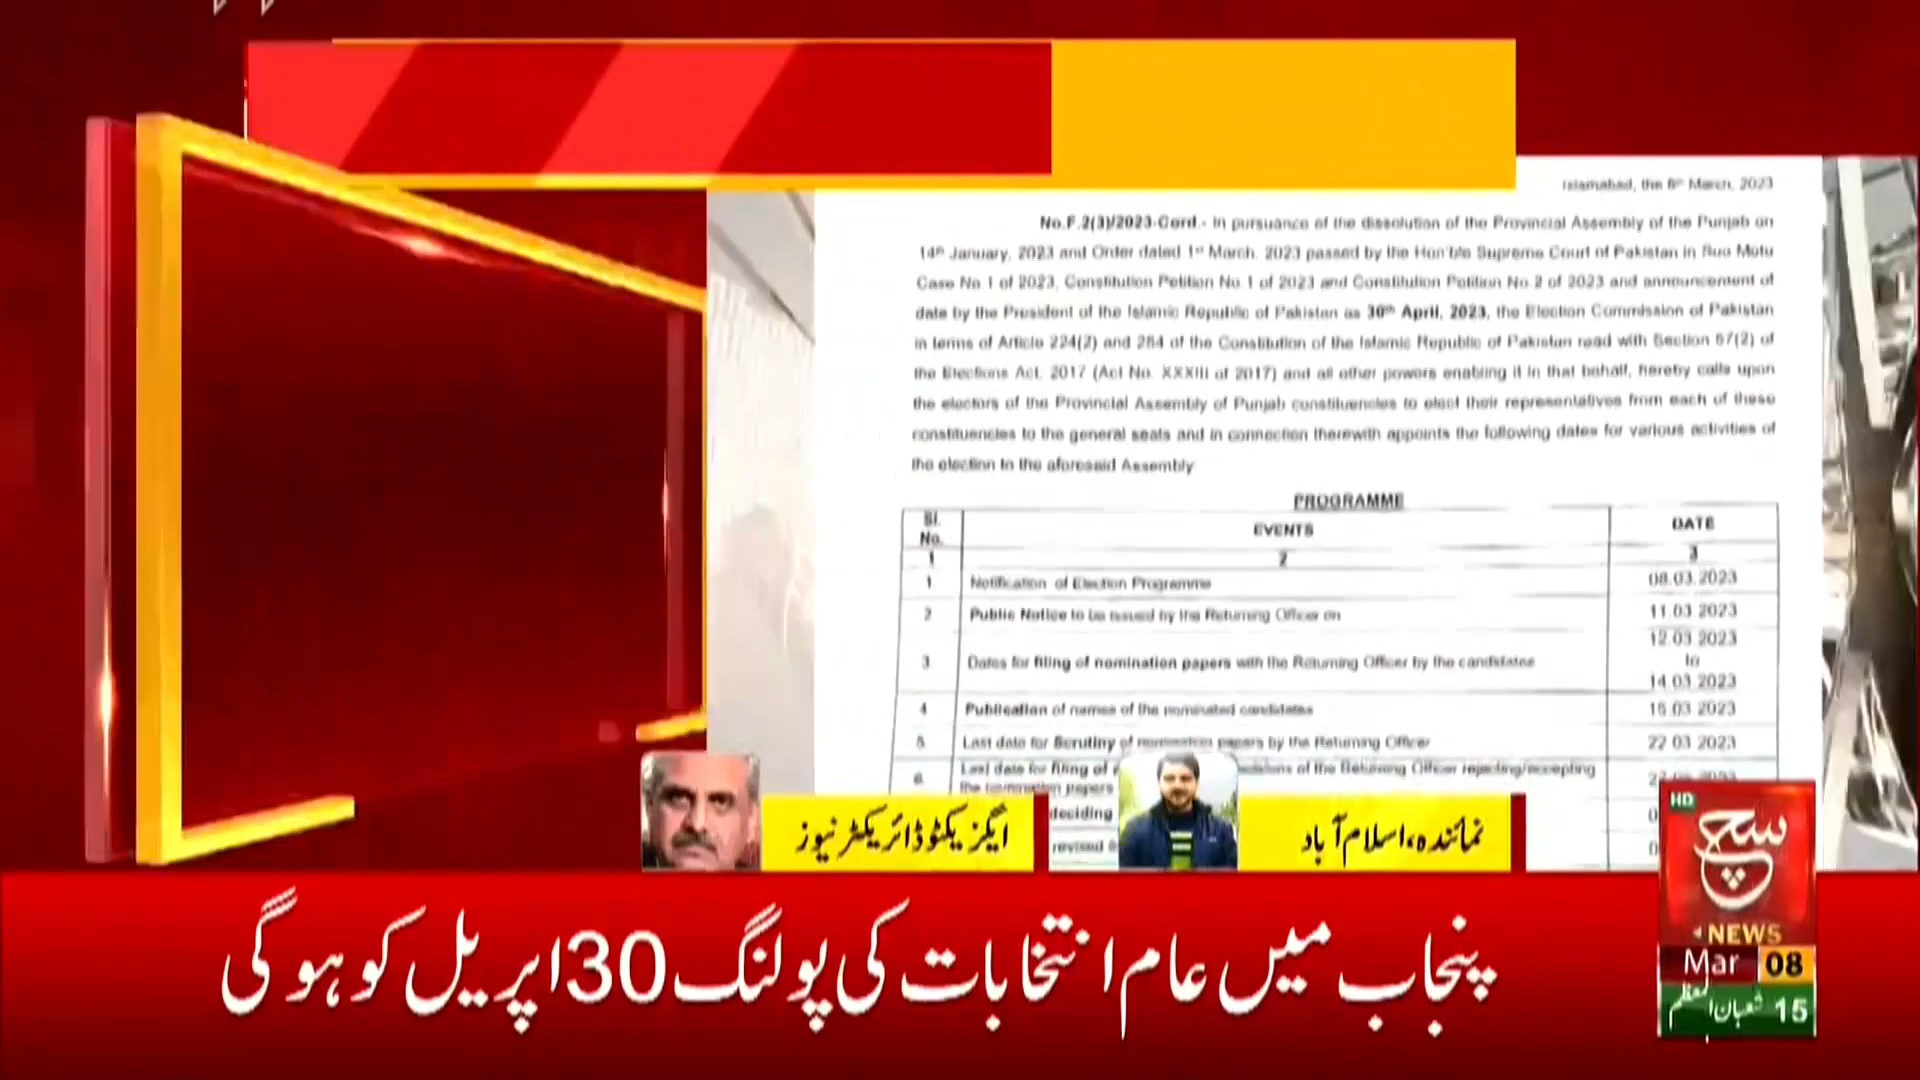 Islamabad, the 8th March, 2023
No.F.2(3)/2023-Cord.- In pursuance of the dissolution of the Provincial Assembly of the Punjab on
14th January, 2023 and Order dated 1st March, 2023 passed by the Hon'ble Supreme Court of Pakistan in Suo Motu
Case No 1 of 2023, Constitution Petition No 1 of 2023 and Constitution Petition No 2 of 2023 and announcement of
date by the President of the Islamic Republic of Pakistan as 30th April, 2023, the Election Commission of Pakistan
in terms of Article 224(2) and 254 of the Constitution of the Islamic Republic of Pakistan read with Section 57(2) of
the Elections Act, 2017 (Act No. XXXIII of 2017) and all other powers enabling it in that behalf, hereby calls upon
the electors of the Provincial Assembly of Punjab constituencies to elect their representatives from each of these
constituencies to the general seats and in connection therewith appoints the following dates for various activities of
the election to the aforesaid Assembly
PROGRAMME
Sl. No. EVENTS DATE
1 2 3
1 Notification of Election Programme 08.03.2023
2 Public Notice to be issued by the Returning Officer on 11.03.2023
3 Dates for filing of nomination papers with the Returning Officer by the candidates 12.03.2023 to 14.03.2023
4 Publication of names of the nominated candidates 15.03.2023
5 Last date for Scrutiny of nomination papers by the Returning Officer 22.03.2023
6. Last date for filing of
of the Returning Officer rejecting/accepting
the nomination papers
deciding
revised
ایگزیکٹو ڈائریکٹر نیوز
نمائندہ، اسلام آباد
پنجاب میں عام انتخابات کی پولنگ 30 اپریل کو ہوگی
HD
سچ
NEWS
Mar 08
15 شعبان المعظم